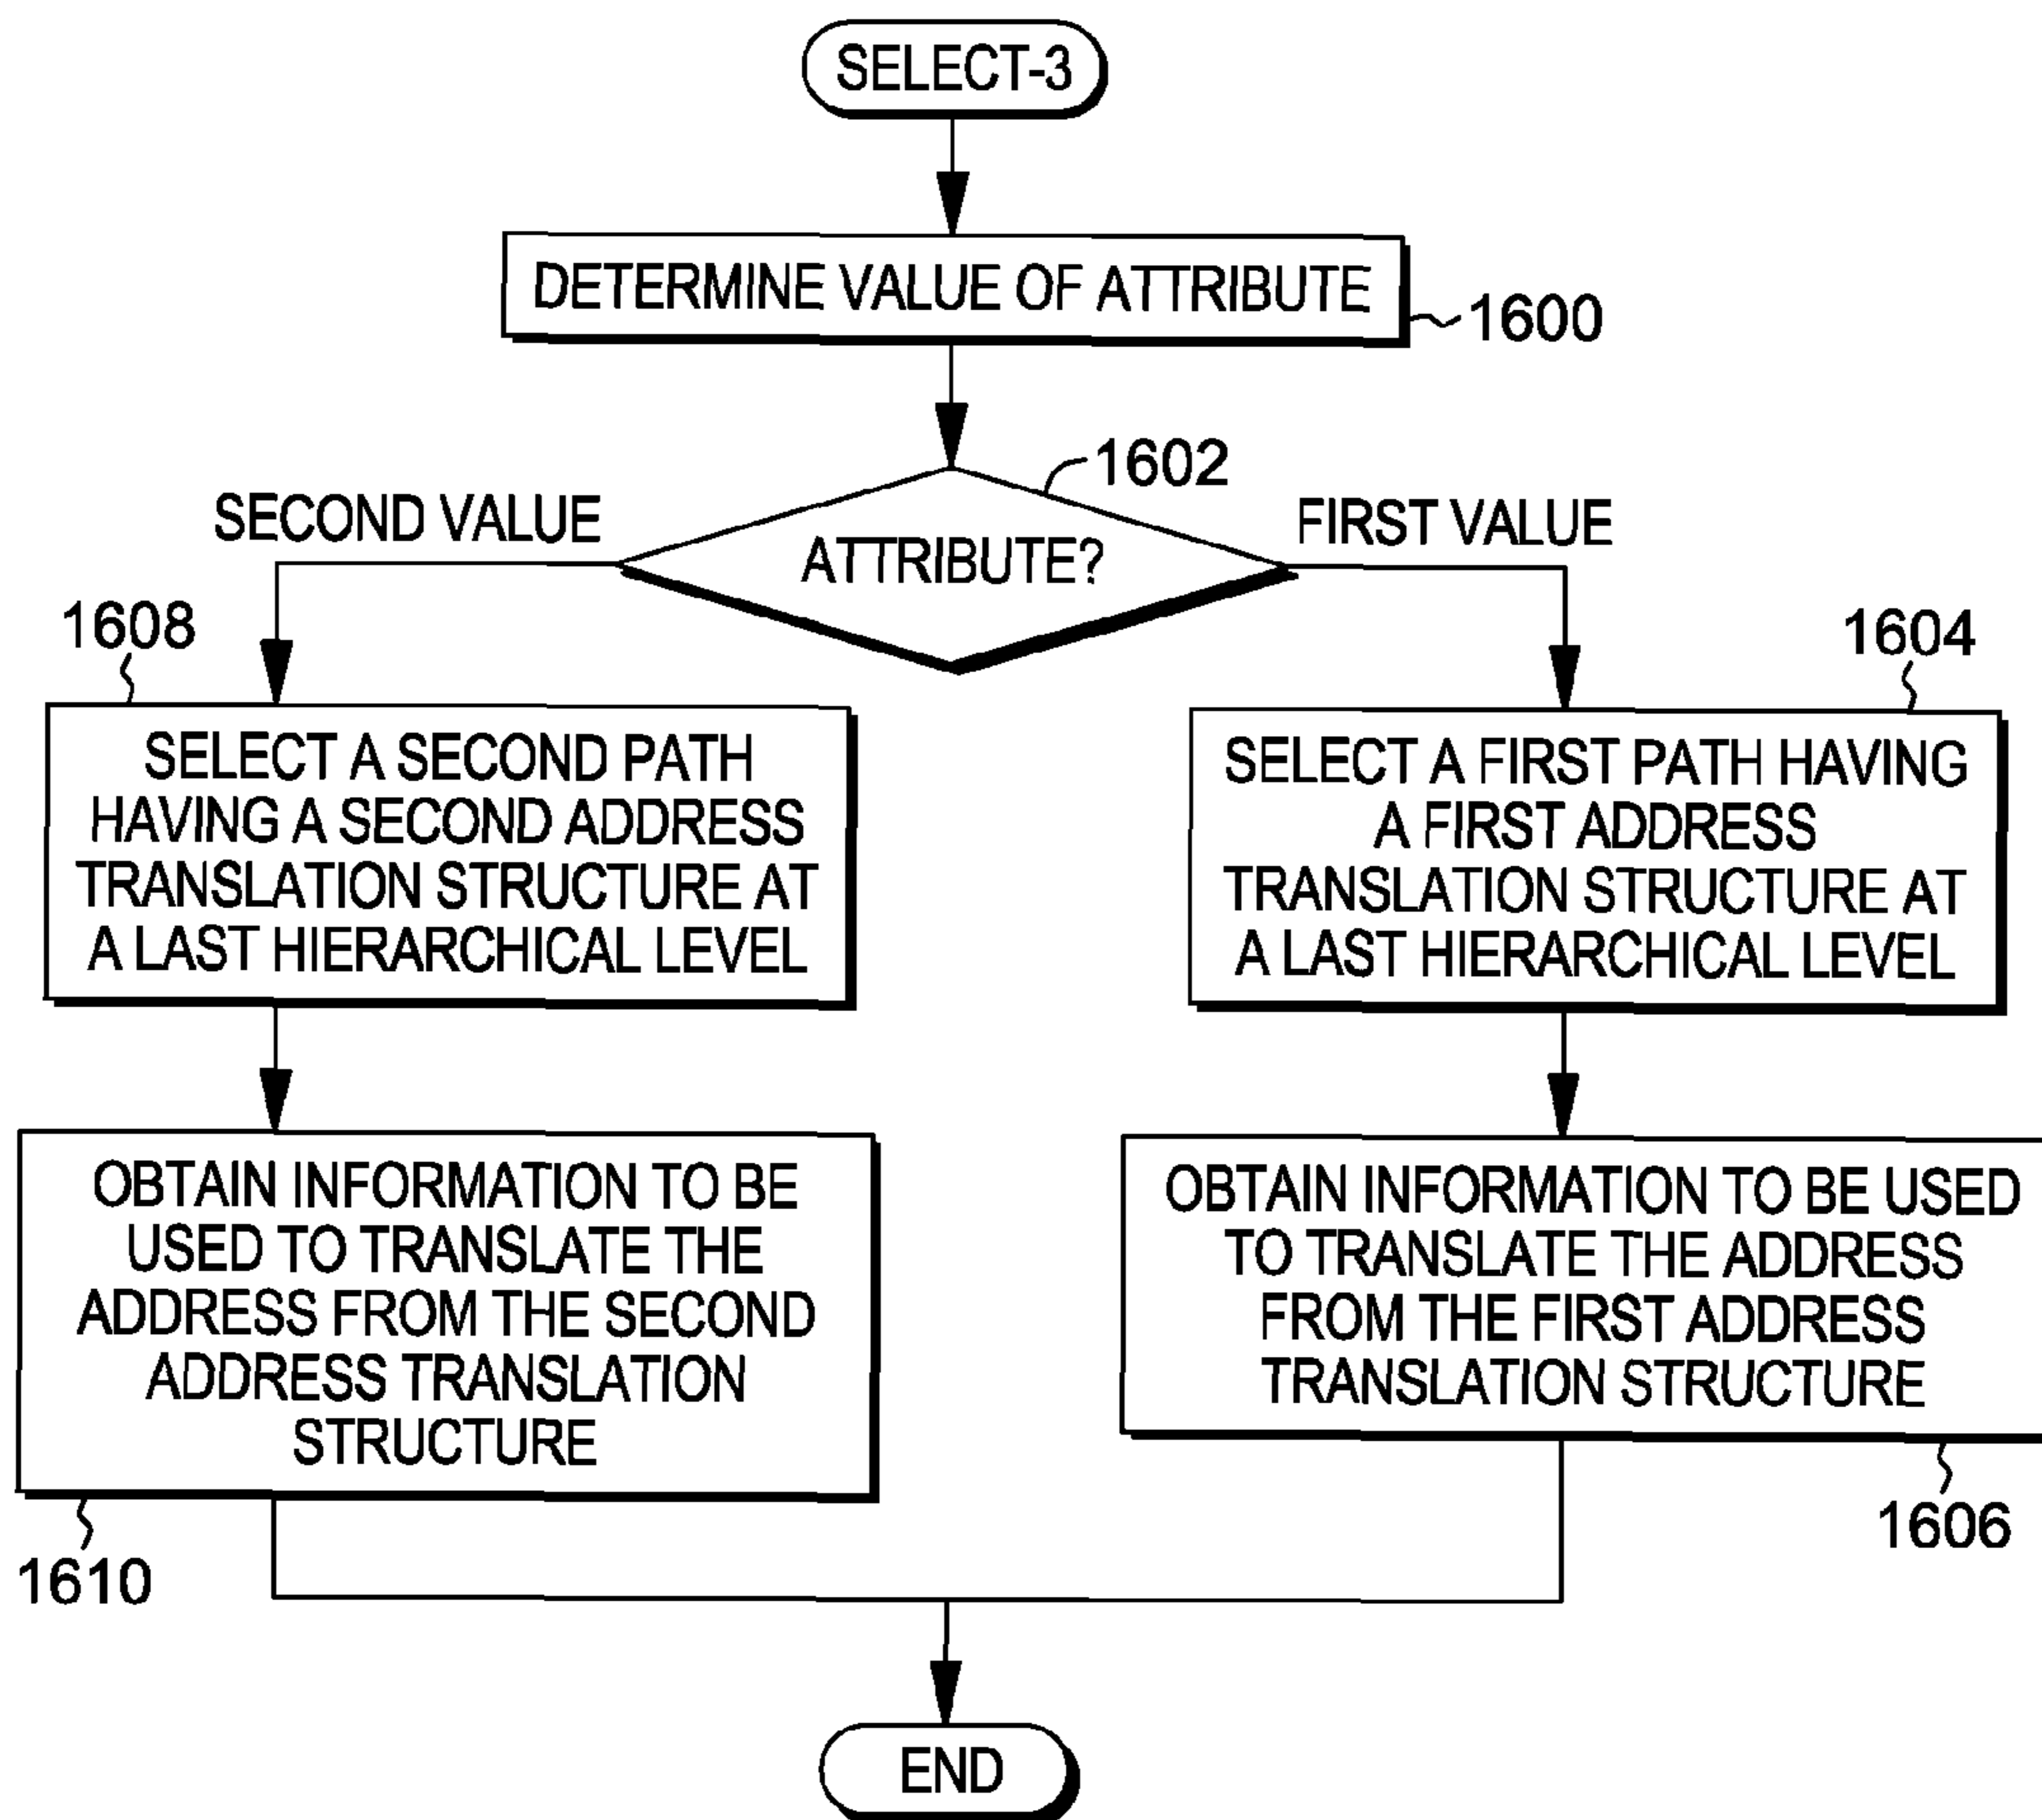 SELECT-3
DETERMINE VALUE OF ATTRIBUTE
1600
1602
SECOND VALUE
ATTRIBUTE?
FIRST VALUE
1608
SELECT A SECOND PATH
HAVING A SECOND ADDRESS
TRANSLATION STRUCTURE AT
A LAST HIERARCHICAL LEVEL
1604
SELECT A FIRST PATH HAVING
A FIRST ADDRESS
TRANSLATION STRUCTURE AT
A LAST HIERARCHICAL LEVEL
OBTAIN INFORMATION TO BE
USED TO TRANSLATE THE
ADDRESS FROM THE SECOND
ADDRESS TRANSLATION
STRUCTURE
1610
OBTAIN INFORMATION TO BE USED
TO TRANSLATE THE ADDRESS
FROM THE FIRST ADDRESS
TRANSLATION STRUCTURE
1606
END